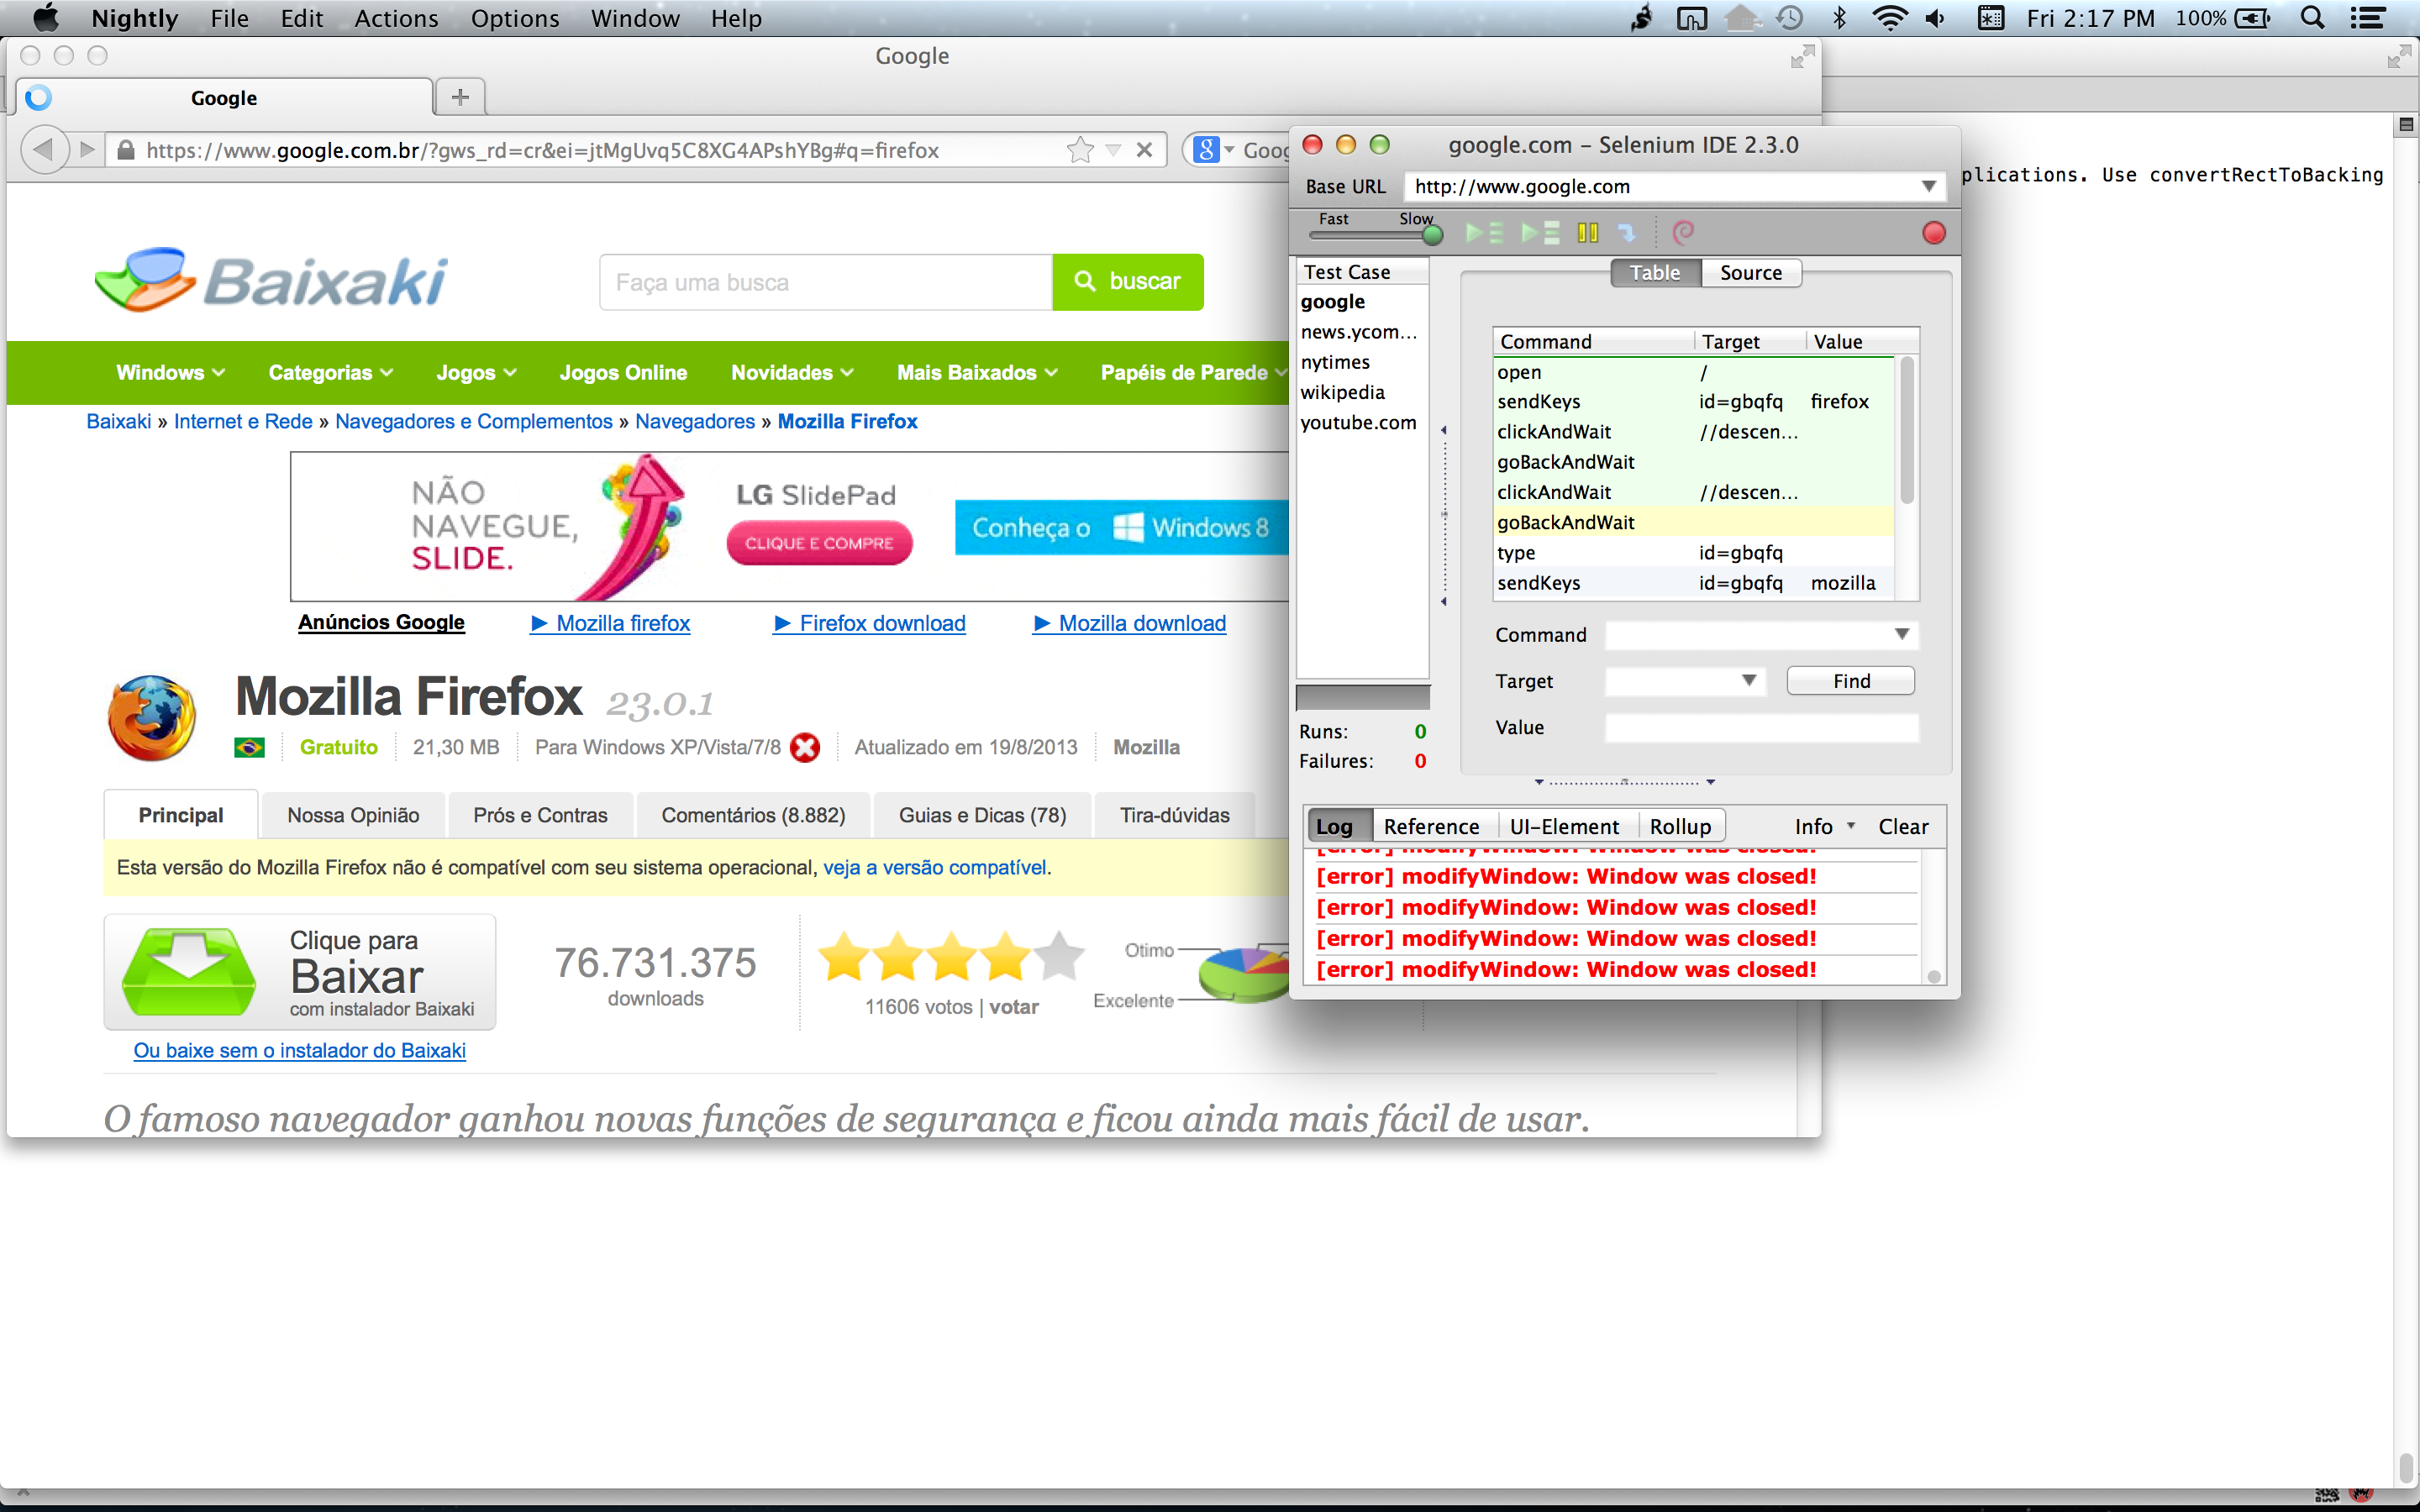 Nightly File Edit Actions Options Window Help Fri 2:17 PM 100%
Google
Google
https://www.google.com.br/?gws_rd=cr&ei=jtMgUvq5C8XG4APshYBg#q=firefox
plications. Use convertRectToBacking
Baixaki Faça uma busca buscar
Windows Categorias Jogos Jogos Online Novidades Mais Baixados Papéis de Parede
Baixaki » Internet e Rede » Navegadores e Complementos » Navegadores » Mozilla Firefox
NÃO
NAVEGUE,
SLIDE.
LG SlidePad
CLIQUE E COMPRE
Conheça o Windows 8
Anúncios Google ► Mozilla firefox ► Firefox download ► Mozilla download
Mozilla Firefox 23.0.1
Gratuito 21,30 MB Para Windows XP/Vista/7/8 Atualizado em 19/8/2013 Mozilla
Principal Nossa Opinião Prós e Contras Comentários (8.882) Guias e Dicas (78) Tira-dúvidas
Esta versão do Mozilla Firefox não é compatível com seu sistema operacional, veja a versão compatível.
Clique para
Baixar
com instalador Baixaki
76.731.375
downloads
11606 votos | votar
Otimo
Excelente
Ou baixe sem o instalador do Baixaki
O famoso navegador ganhou novas funções de segurança e ficou ainda mais fácil de usar.
google.com – Selenium IDE 2.3.0
Base URL http://www.google.com
Fast Slow
Test Case
google
news.ycom...
nytimes
wikipedia
youtube.com
Runs: 0
Failures: 0
Table Source
Command Target Value
open /
sendKeys id=gbqfq firefox
clickAndWait //descen...
goBackAndWait
clickAndWait //descen...
goBackAndWait
type id=gbqfq
sendKeys id=gbqfq mozilla
Command
Target Find
Value
Log Reference UI-Element Rollup Info Clear
[error] modifyWindow: Window was closed!
[error] modifyWindow: Window was closed!
[error] modifyWindow: Window was closed!
[error] modifyWindow: Window was closed!
[error] modifyWindow: Window was closed!